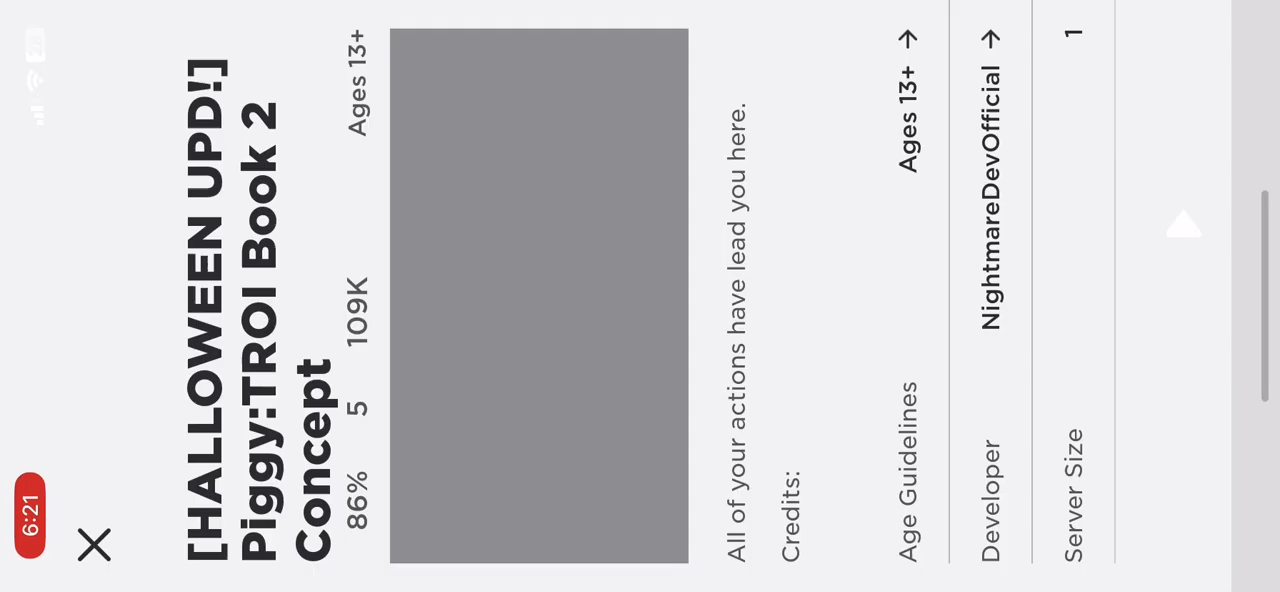 6:21
28
[HALLOWEEN UPD!]
Piggy:TROI Book 2
Concept
86% 5 109K Ages 13+
All of your actions have lead you here.
Credits:
Age Guidelines Ages 13+
Developer NightmareDevOfficial
Server Size 1